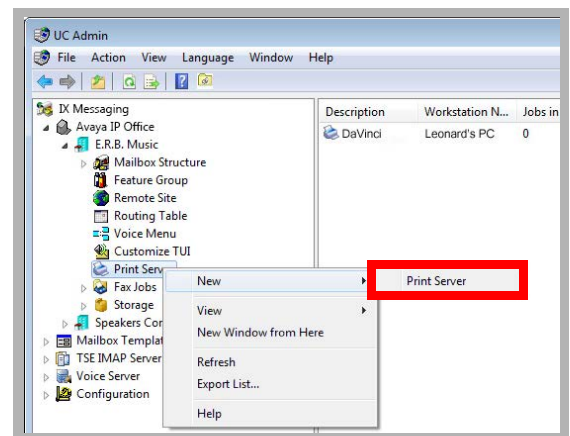 UC Admin
File Action View Language Window Help
IX Messaging
Avaya IP Office
E.R.B. Music
Mailbox Structure
Feature Group
Remote Site
Routing Table
Voice Menu
Customize TUI
Print Serv
Fax Jobs
Storage
Speakers Cor
Mailbox Templat
TSE IMAP Server
Voice Server
Configuration
Description Workstation N... Jobs in
DaVinci Leonard's PC 0
New
View
New Window from Here
Refresh
Export List...
Help
Print Server